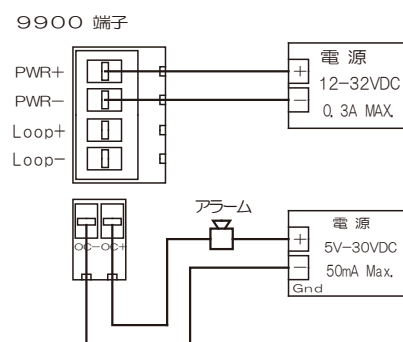 9900 端子
PWR+
PWR-
Loop+
Loop-
+
-
電 源
12-32VDC
0.3A MAX.
OC-
OC+
アラーム
+
-
Gnd
電 源
5V-30VDC
50mA Max.